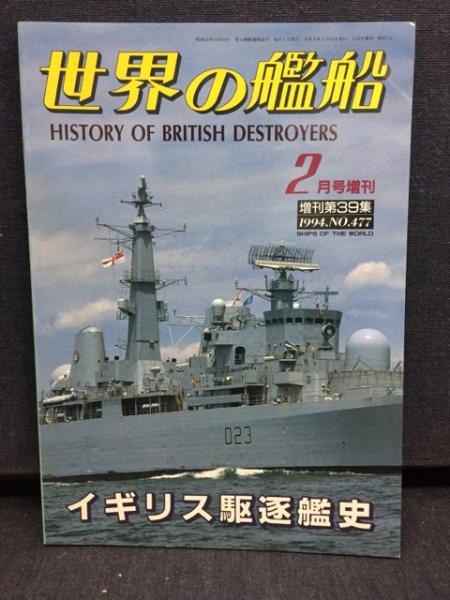 世界の艦船
HISTORY OF BRITISH DESTROYERS
2月号増刊
増刊第39集
1994.NO.477
SHIPS OF THE WORLD
D23
イギリス駆逐艦史